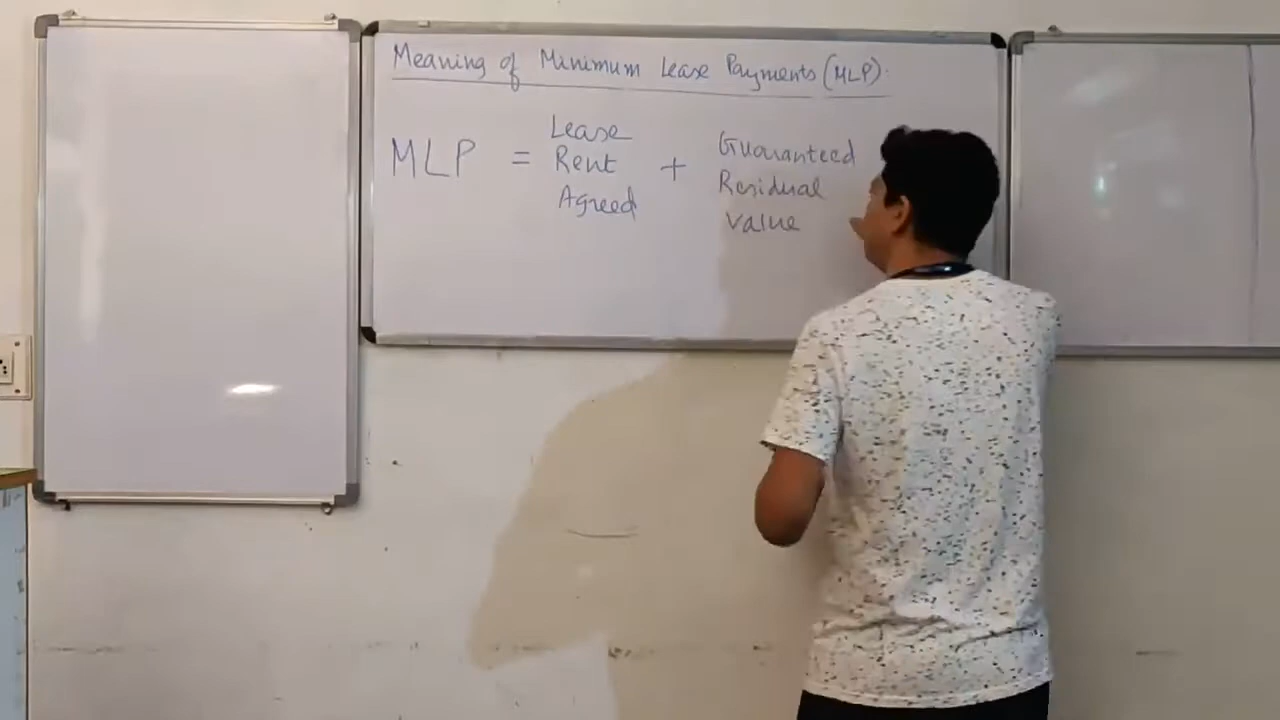 Meaning of Minimum Lease Payments (MLP).
MLP = Lease Rent Agreed + Guaranteed Residual Value